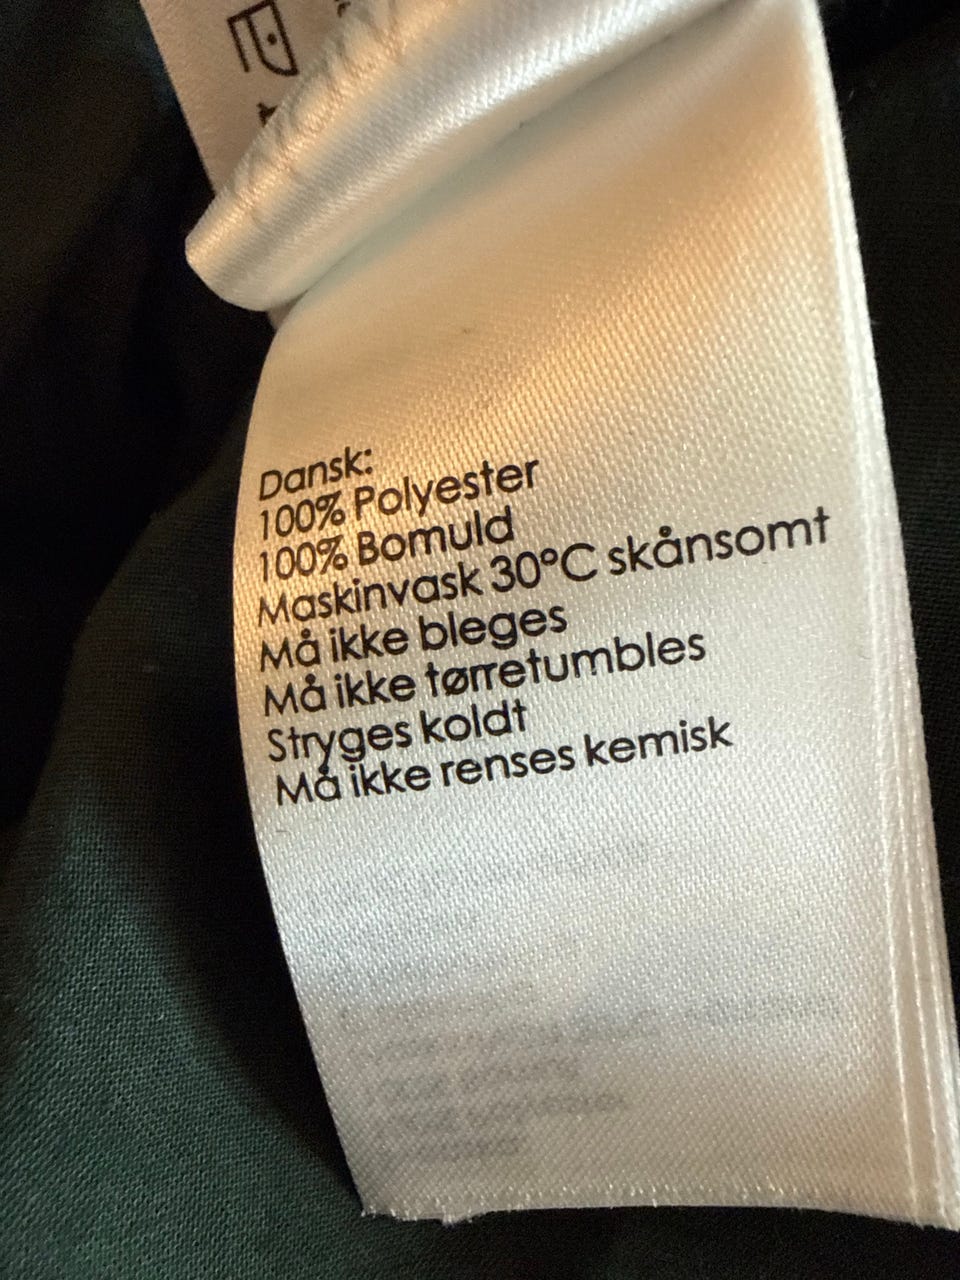 Dansk:
100% Polyester
100% Bomuld
Maskinvask 30°C skånsomt
Må ikke bleges
Må ikke tørretumbles
Stryges koldt
Må ikke renses kemisk